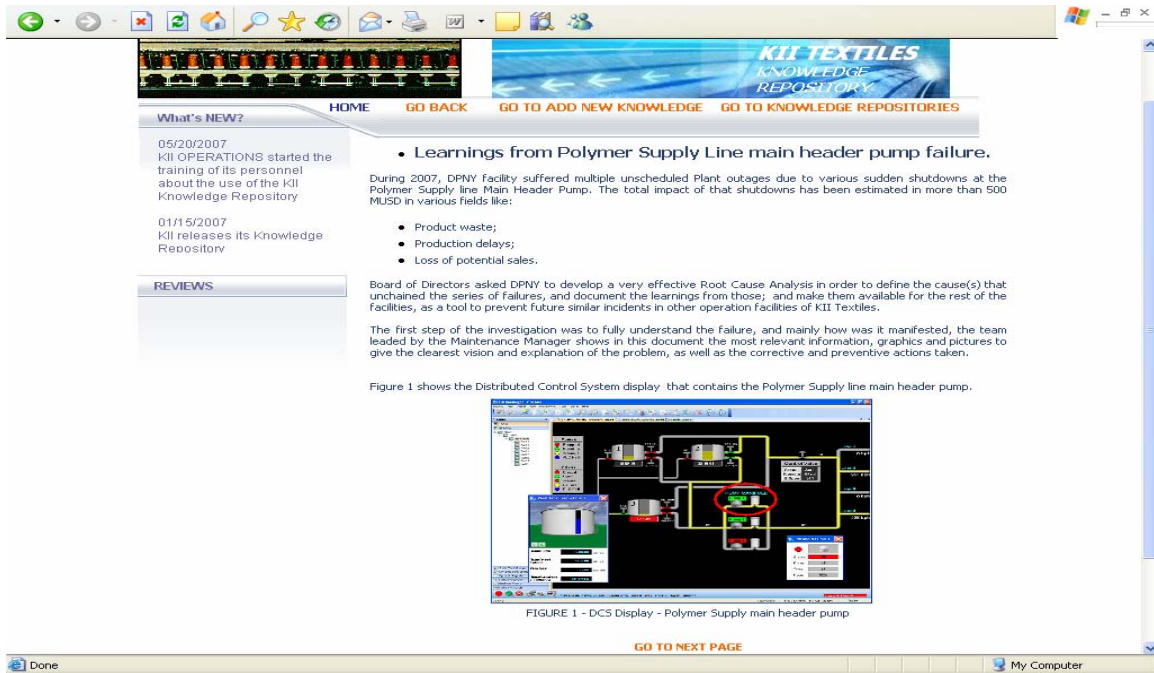 KII TEXTILES
KNOWLEDGE
REPOSITORY
HOME GO BACK GO TO ADD NEW KNOWLEDGE GO TO KNOWLEDGE REPOSITORIES
What's NEW?
05/20/2007
KII OPERATIONS started the
training of its personnel
about the use of the KII
Knowledge Repository
01/15/2007
KII releases its Knowledge
Repository
REVIEWS
• Learnings from Polymer Supply Line main header pump failure.
During 2007, DPNY facility suffered multiple unscheduled Plant outages due to various sudden shutdowns at the
Polymer Supply line Main Header Pump. The total impact of that shutdowns has been estimated in more than 500
MUSD in various fields like:
• Product waste;
• Production delays;
• Loss of potential sales.
Board of Directors asked DPNY to develop a very effective Root Cause Analysis in order to define the cause(s) that
unchained the series of failures, and document the learnings from those; and make them available for the rest of the
facilities, as a tool to prevent future similar incidents in other operation facilities of KII Textiles.
The first step of the investigation was to fully understand the failure, and mainly how was it manifested, the team
leaded by the Maintenance Manager shows in this document the most relevant information, graphics and pictures to
give the clearest vision and explanation of the problem, as well as the corrective and preventive actions taken.
Figure 1 shows the Distributed Control System display that contains the Polymer Supply line main header pump.
1
2
3
FIGURE 1 - DCS Display - Polymer Supply main header pump
GO TO NEXT PAGE
Done
My Computer